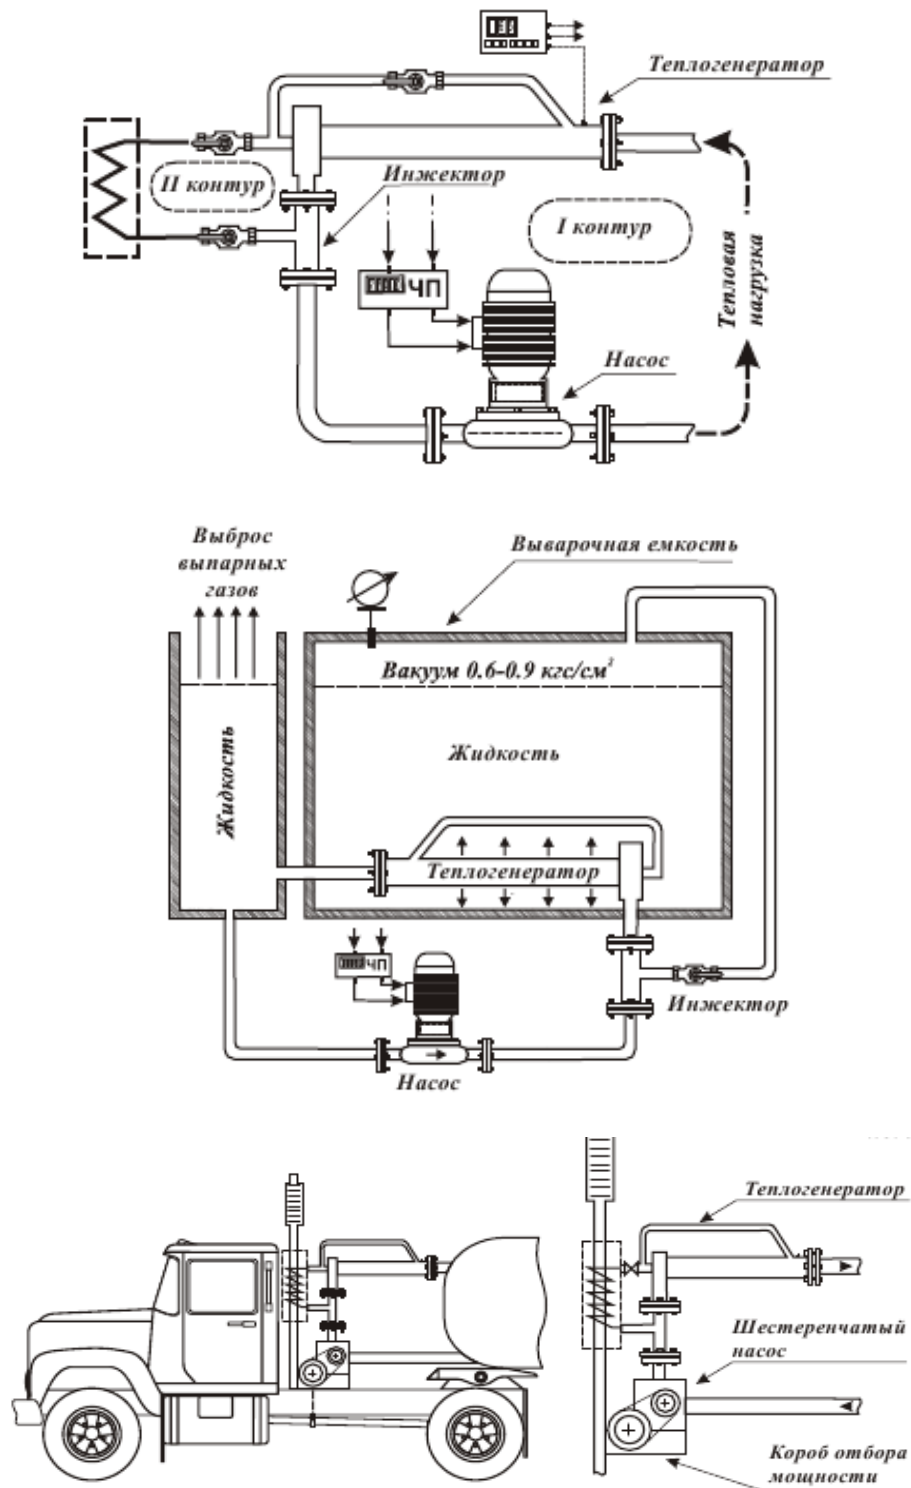 Теплогенератор
Инжектор
II контур
I контур
Тепловая
нагрузка
ЧП
Насос
Выброс
выпарных
газов
Выварочная емкость
Вакуум 0.6-0.9 кгс/см²
Жидкость
Жидкость
Теплогенератор
ЧП
Инжектор
Насос
Теплогенератор
Шестеренчатый
насос
Короб отбора
мощности